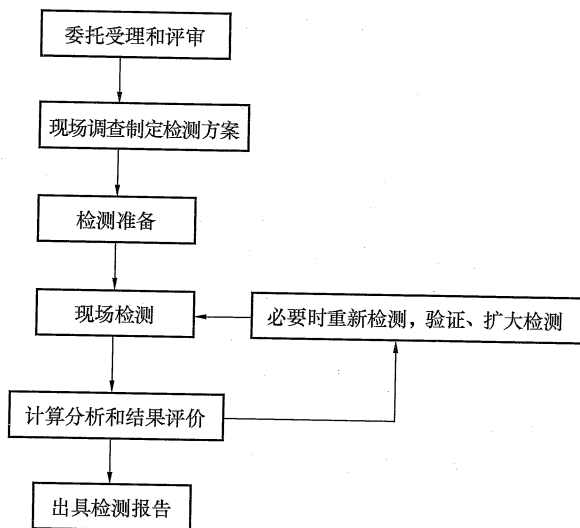 委托受理和评审
现场调查制定检测方案
检测准备
现场检测
必要时重新检测，验证、扩大检测
计算分析和结果评价
出具检测报告